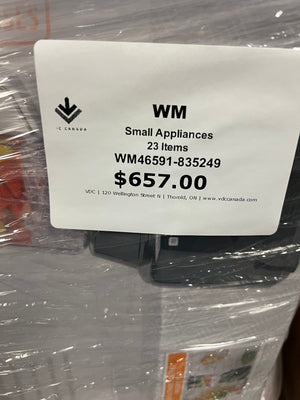 WM
Small Appliances
23 Items
WM46591-835249
$657.00
VDC | 120 Wellington Street N | Thorold, ON | www.vdccanada.com
C CANADA